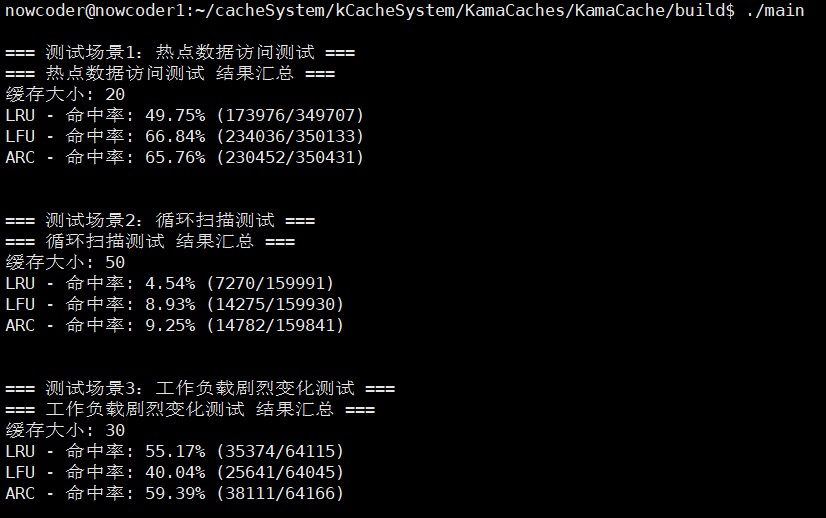 nowcoder@nowcoder1:~/cacheSystem/kCacheSystem/KamaCaches/KamaCache/build$ ./main
=== 测试场景1：热点数据访问测试 ===
=== 热点数据访问测试 结果汇总 ===
缓存大小: 20
LRU - 命中率: 49.75% (173976/349707)
LFU - 命中率: 66.84% (234036/350133)
ARC - 命中率: 65.76% (230452/350431)
=== 测试场景2：循环扫描测试 ===
=== 循环扫描测试 结果汇总 ===
缓存大小: 50
LRU - 命中率: 4.54% (7270/159991)
LFU - 命中率: 8.93% (14275/159930)
ARC - 命中率: 9.25% (14782/159841)
=== 测试场景3：工作负载剧烈变化测试 ===
=== 工作负载剧烈变化测试 结果汇总 ===
缓存大小: 30
LRU - 命中率: 55.17% (35374/64115)
LFU - 命中率: 40.04% (25641/64045)
ARC - 命中率: 59.39% (38111/64166)